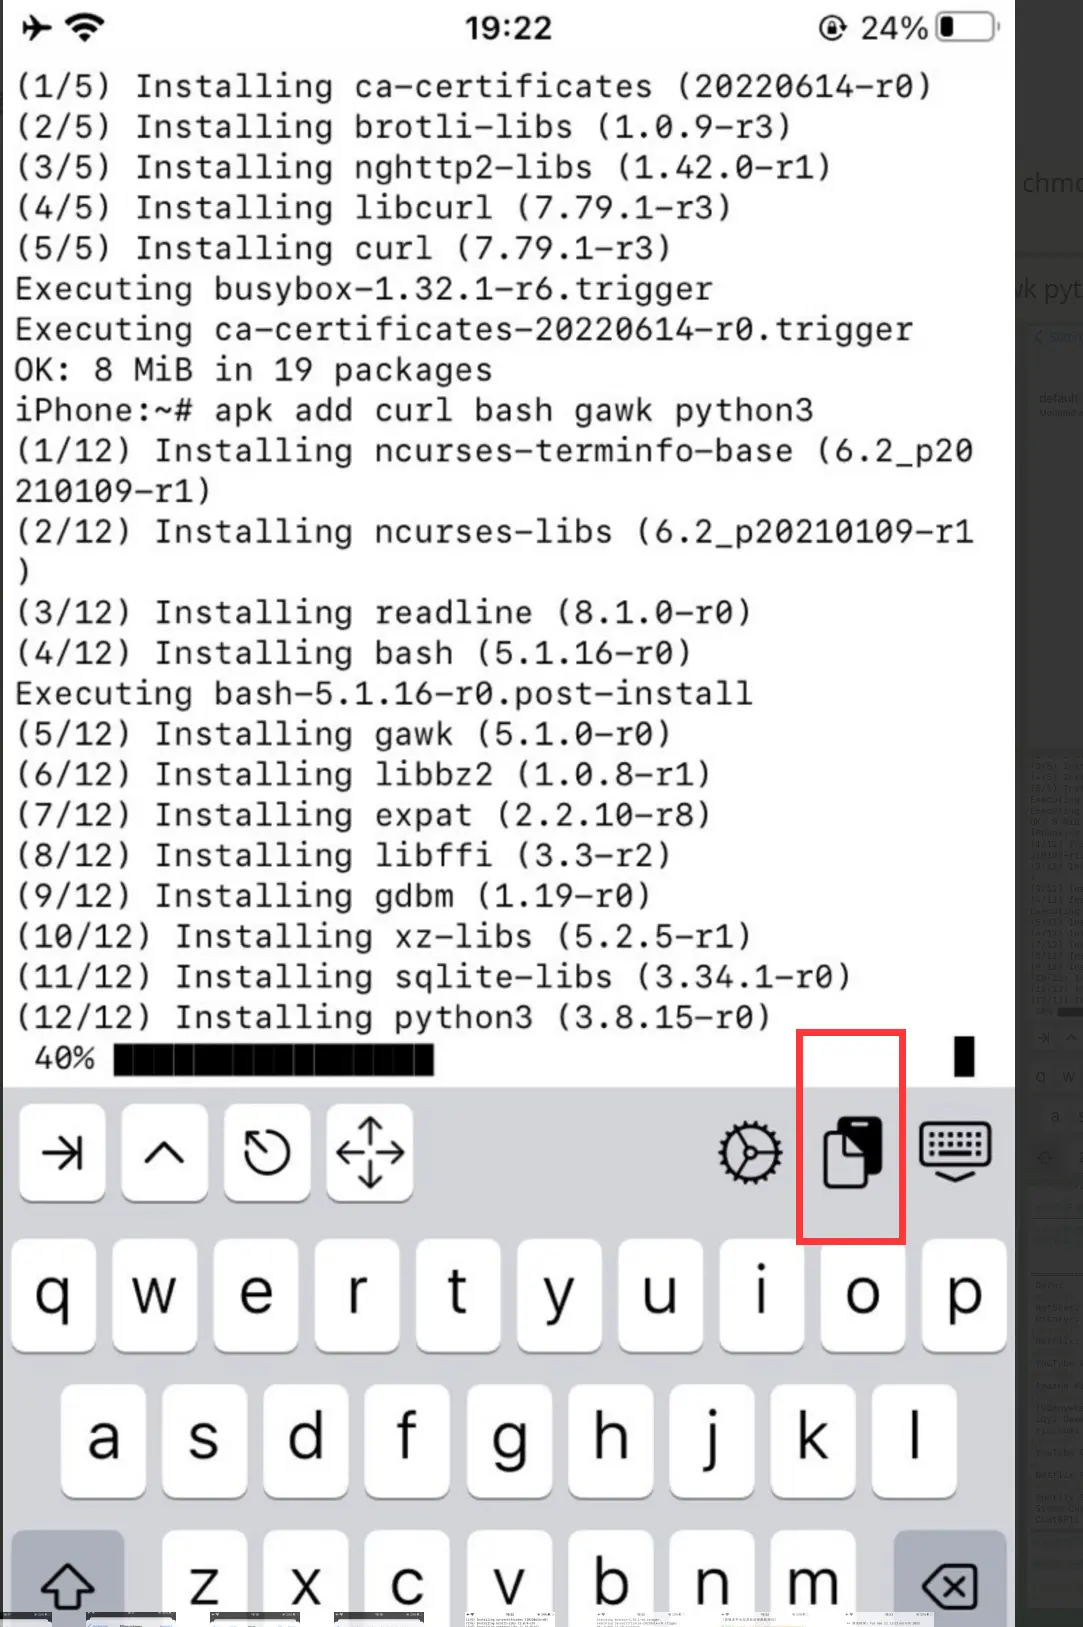 19:22
24%
(1/5) Installing ca-certificates (20220614-r0)
(2/5) Installing brotli-libs (1.0.9-r3)
(3/5) Installing nghttp2-libs (1.42.0-r1)
(4/5) Installing libcurl (7.79.1-r3)
(5/5) Installing curl (7.79.1-r3)
Executing busybox-1.32.1-r6.trigger
Executing ca-certificates-20220614-r0.trigger
OK: 8 MiB in 19 packages
iPhone:~# apk add curl bash gawk python3
(1/12) Installing ncurses-terminfo-base (6.2_p20
210109-r1)
(2/12) Installing ncurses-libs (6.2_p20210109-r1
)
(3/12) Installing readline (8.1.0-r0)
(4/12) Installing bash (5.1.16-r0)
Executing bash-5.1.16-r0.post-install
(5/12) Installing gawk (5.1.0-r0)
(6/12) Installing libbz2 (1.0.8-r1)
(7/12) Installing expat (2.2.10-r8)
(8/12) Installing libffi (3.3-r2)
(9/12) Installing gdbm (1.19-r0)
(10/12) Installing xz-libs (5.2.5-r1)
(11/12) Installing sqlite-libs (3.34.1-r0)
(12/12) Installing python3 (3.8.15-r0)
40%
q w e r t y u i o p
a s d f g h j k l
z x c v b n m